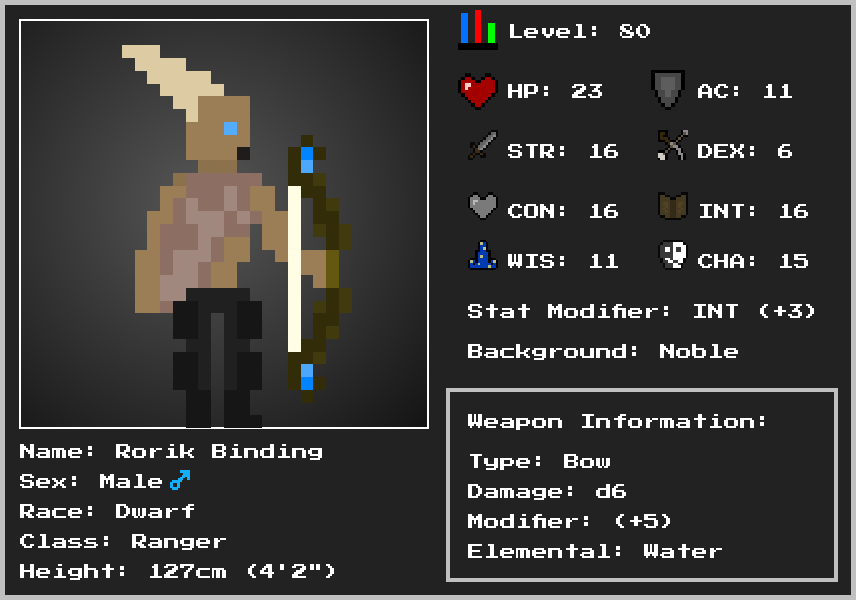 Level: 80
HP: 23
AC: 11
STR: 16
DEX: 6
CON: 16
INT: 16
WIS: 11
CHA: 15
Stat Modifier: INT (+3)
Background: Noble
Weapon Information:
Type: Bow
Damage: d6
Modifier: (+5)
Elemental: Water
Name: Rorik Binding
Sex: Male♂
Race: Dwarf
Class: Ranger
Height: 127cm (4'2")